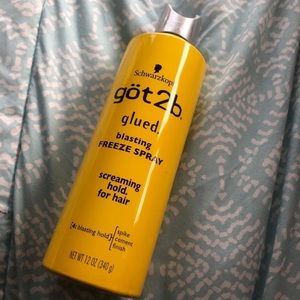 Schwarzkopf
göt2b.
glued.
blasting
FREEZE SPRAY
screaming
hold.
for hair
{4x blasting hold} {spike
cement
finish
NET WT 12 OZ (340 g)